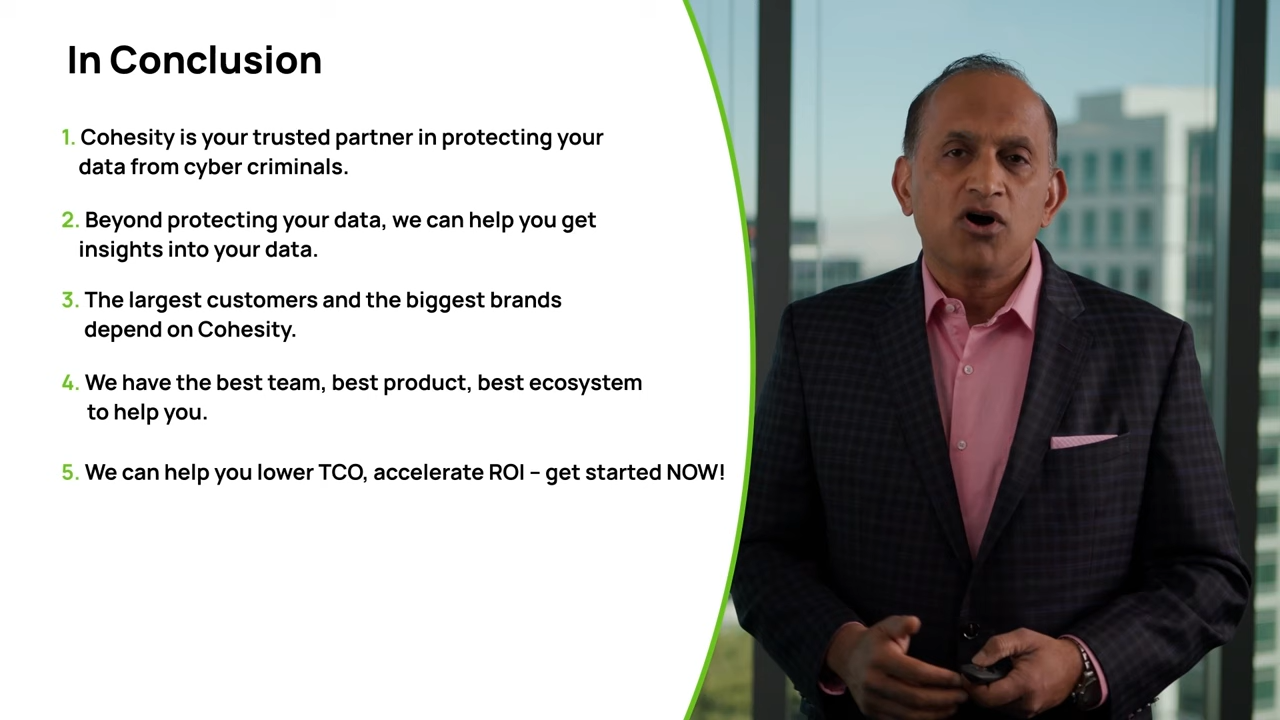 In Conclusion
1. Cohesity is your trusted partner in protecting your
data from cyber criminals.
2. Beyond protecting your data, we can help you get
insights into your data.
3. The largest customers and the biggest brands
depend on Cohesity.
4. We have the best team, best product, best ecosystem
to help you.
5. We can help you lower TCO, accelerate ROI – get started NOW!